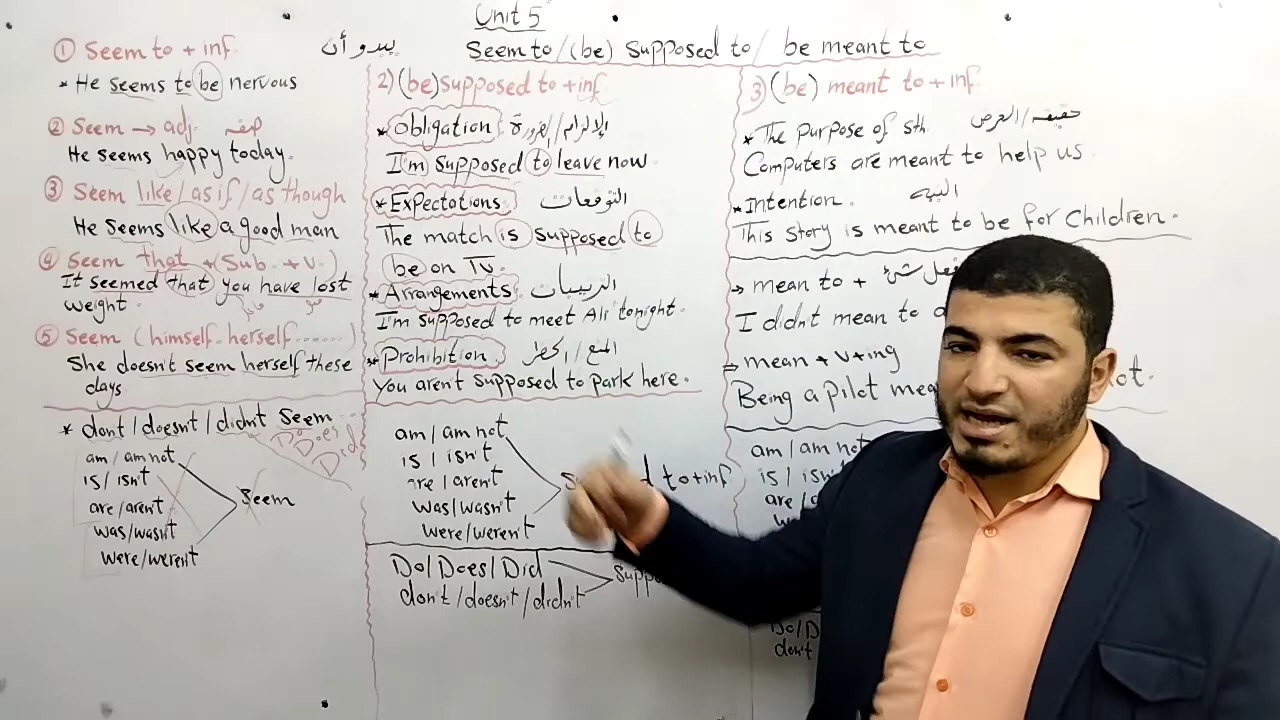 Unit 5
Seem to/(be) Supposed to/ be meant to
يبدو أن
① Seem to + inf.
* He seems to be nervous
② Seem → adj. صفه
He seems happy today.
③ Seem like/as if/as though
He Seems like a good man
④ Seem that + (Sub. + v.)
It seemed that you have lost
weight.
⑤ Seem (himself-herself......)
She doesn't seem herself these
days
* don't/doesn't/didn't Seem
Do Does Did
am / am not
is / isn't
are / aren't
was/wasn't
were/weren't
Seem
2) (be) supposed to + inf
* Obligation الإلزام/الضرورة
I'm supposed to leave now
* Expectations التوقعات
The match is supposed to
be on TV.
* Arrangements الترتيبات
I'm supposed to meet Ali tonight.
* Prohibition. المنع/الحظر
You aren't supposed to park here.
am / am not
is / isn't
are / aren't
was/wasn't
were/weren't
to+inf
Do/Does/Did
don't/doesn't/didn't
3) (be) meant to + inf
* The purpose of sth. حقيقه/الغرض
Computers are meant to help us.
* Intention. النيه
This story is meant to be for Children.
→ mean to +
I didn't mean to
→ mean + v+ing
Being a pilot
am / am not
is / isn't
are /
don't